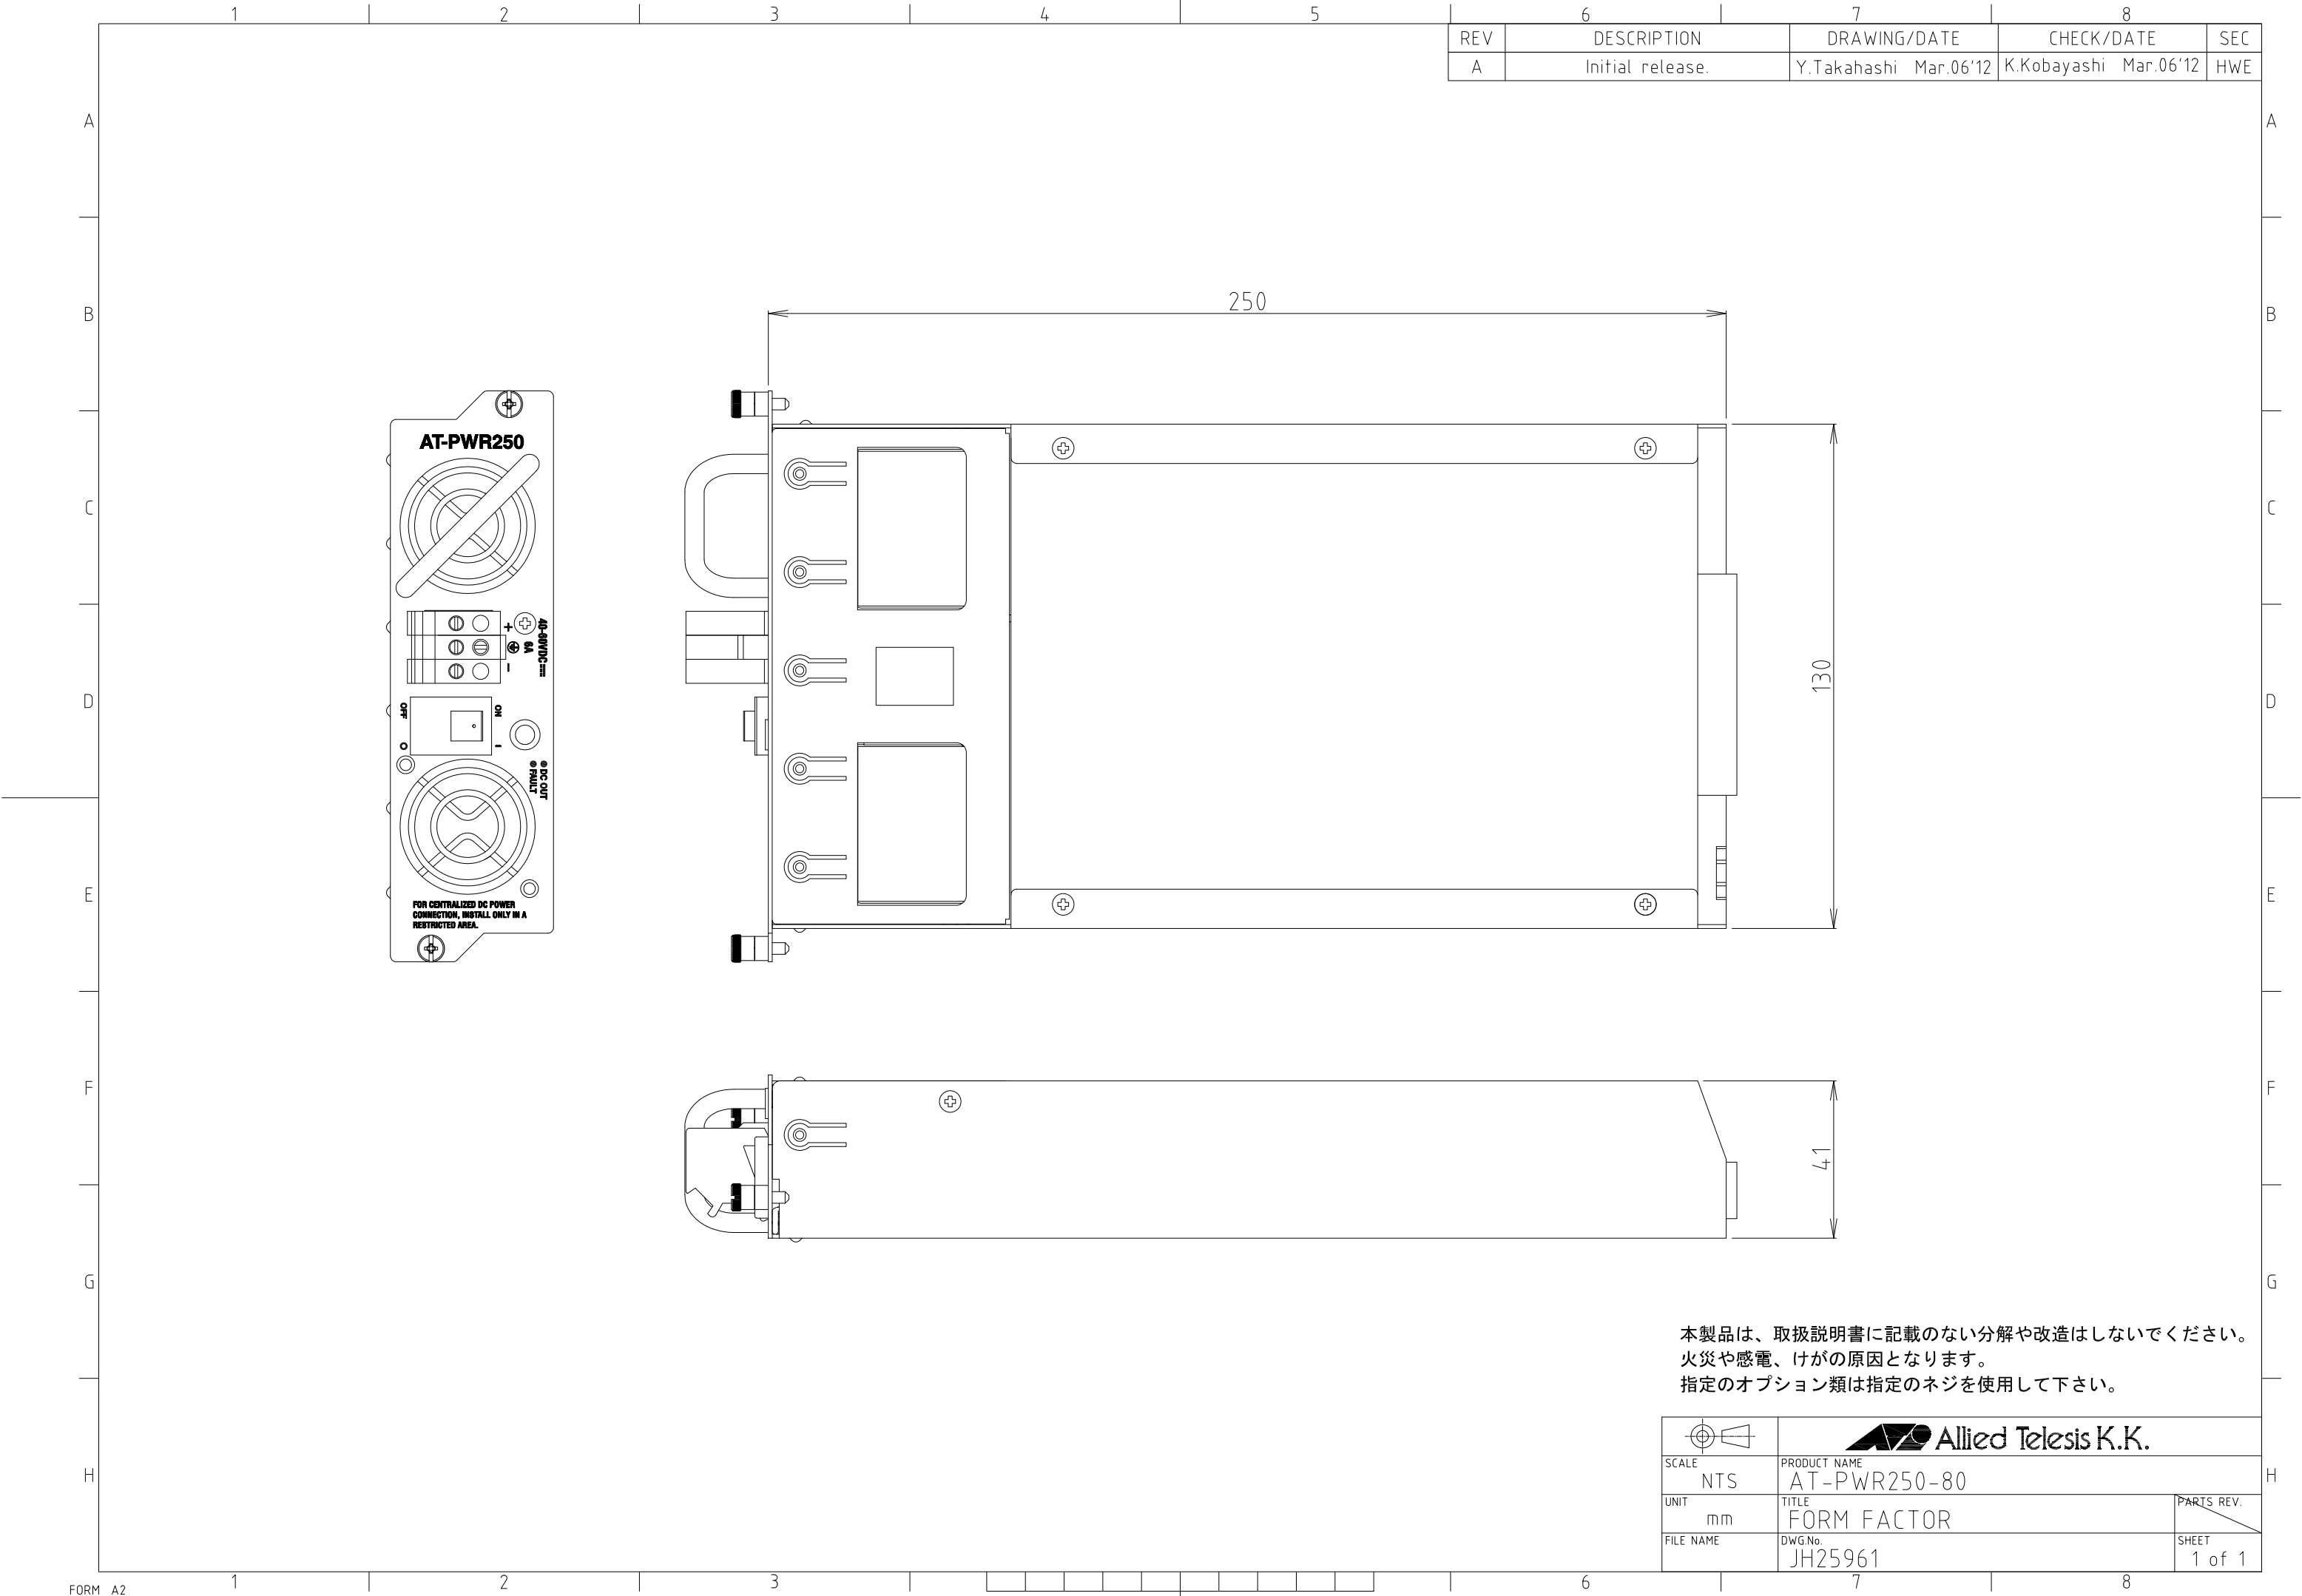 1 2 3 4 5 6 7 8
REV DESCRIPTION DRAWING/DATE CHECK/DATE SEC
A Initial release. Y.Takahashi Mar.06'12 K.Kobayashi Mar.06'12 HWE
A A
B B
C C
D D
E E
F F
G G
H H
250
130
41
AT-PWR250
+
−
40-60VDC
6A
ON
OFF
DC OUT
FAULT
FOR CENTRALIZED DC POWER
CONNECTION, INSTALL ONLY IN A
RESTRICTED AREA.
本製品は、取扱説明書に記載のない分解や改造はしないでください。
火災や感電、けがの原因となります。
指定のオプション類は指定のネジを使用して下さい。
Allied Telesis K.K.
SCALE
NTS
PRODUCT NAME
AT-PWR250-80
UNIT
mm
TITLE
FORM FACTOR
PARTS REV.
FILE NAME
DWG.No.
JH25961
SHEET
1 of 1
1 2 3 6 7 8
FORM A2